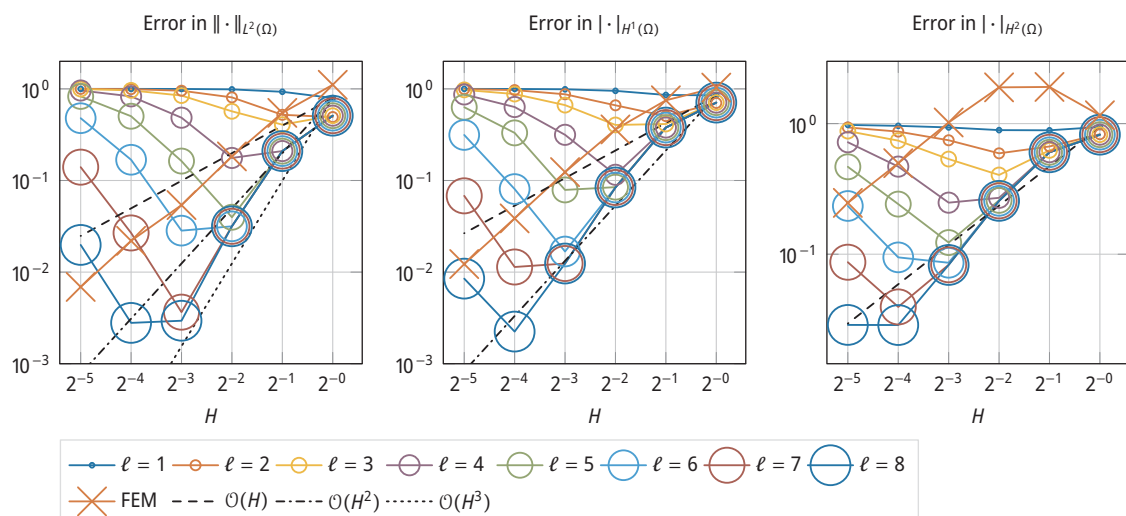 Error in ‖ · ‖_{L²(Ω)}
Error in | · |_{H¹(Ω)}
Error in | · |_{H²(Ω)}
10⁰
10⁻¹
10⁻²
10⁻³
2⁻⁵ 2⁻⁴ 2⁻³ 2⁻² 2⁻¹ 2⁻⁰
H
10⁰
10⁻¹
10⁻²
10⁻³
2⁻⁵ 2⁻⁴ 2⁻³ 2⁻² 2⁻¹ 2⁻⁰
H
10⁰
10⁻¹
2⁻⁵ 2⁻⁴ 2⁻³ 2⁻² 2⁻¹ 2⁻⁰
H
ℓ = 1 ℓ = 2 ℓ = 3 ℓ = 4 ℓ = 5 ℓ = 6 ℓ = 7 ℓ = 8
FEM 𝒪(H) 𝒪(H²) 𝒪(H³)